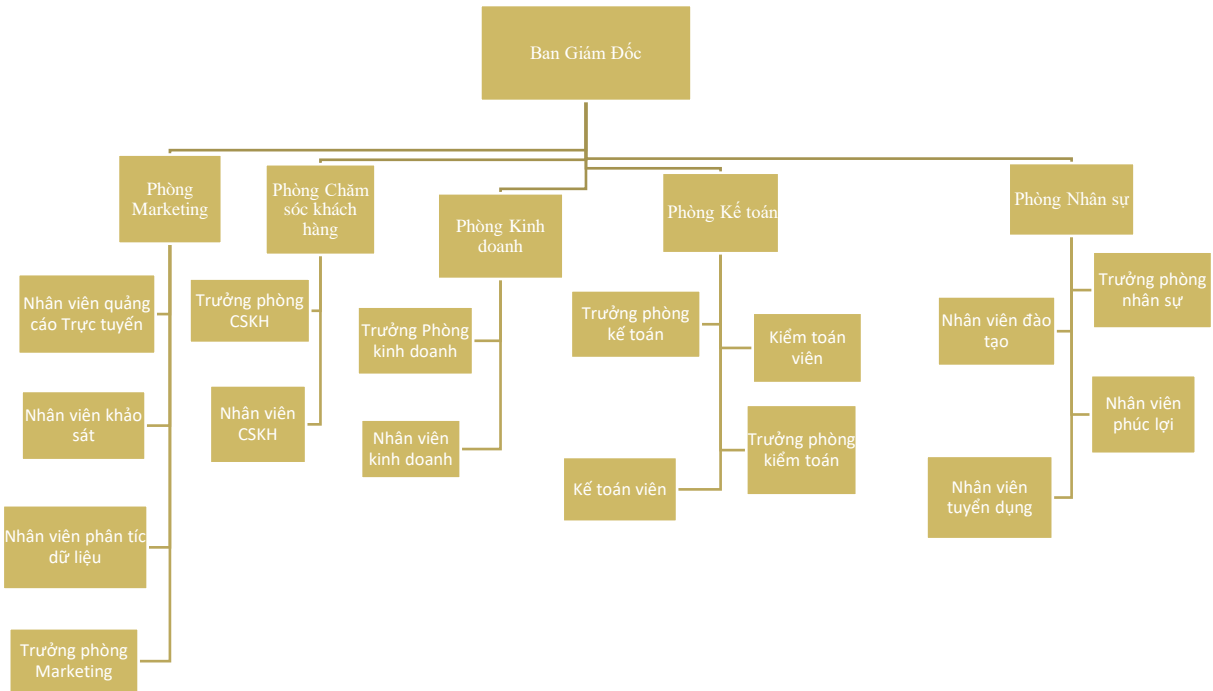 Ban Giám Đốc
Phòng
Marketing
Phòng Chăm
sóc khách
hàng
Phòng Kinh
doanh
Phòng Kế toán
Phòng Nhân sự
Nhân viên quảng
cáo Trực tuyến
Nhân viên khảo
sát
Nhân viên phân tíc
dữ liệu
Trưởng phòng
Marketing
Trưởng phòng
CSKH
Nhân viên
CSKH
Trưởng Phòng
kinh doanh
Nhân viên
kinh doanh
Trưởng phòng
kế toán
Kiểm toán
viên
Trưởng phòng
kiểm toán
Kế toán viên
Trưởng phòng
nhân sự
Nhân viên đào
tạo
Nhân viên
phúc lợi
Nhân viên
tuyển dụng